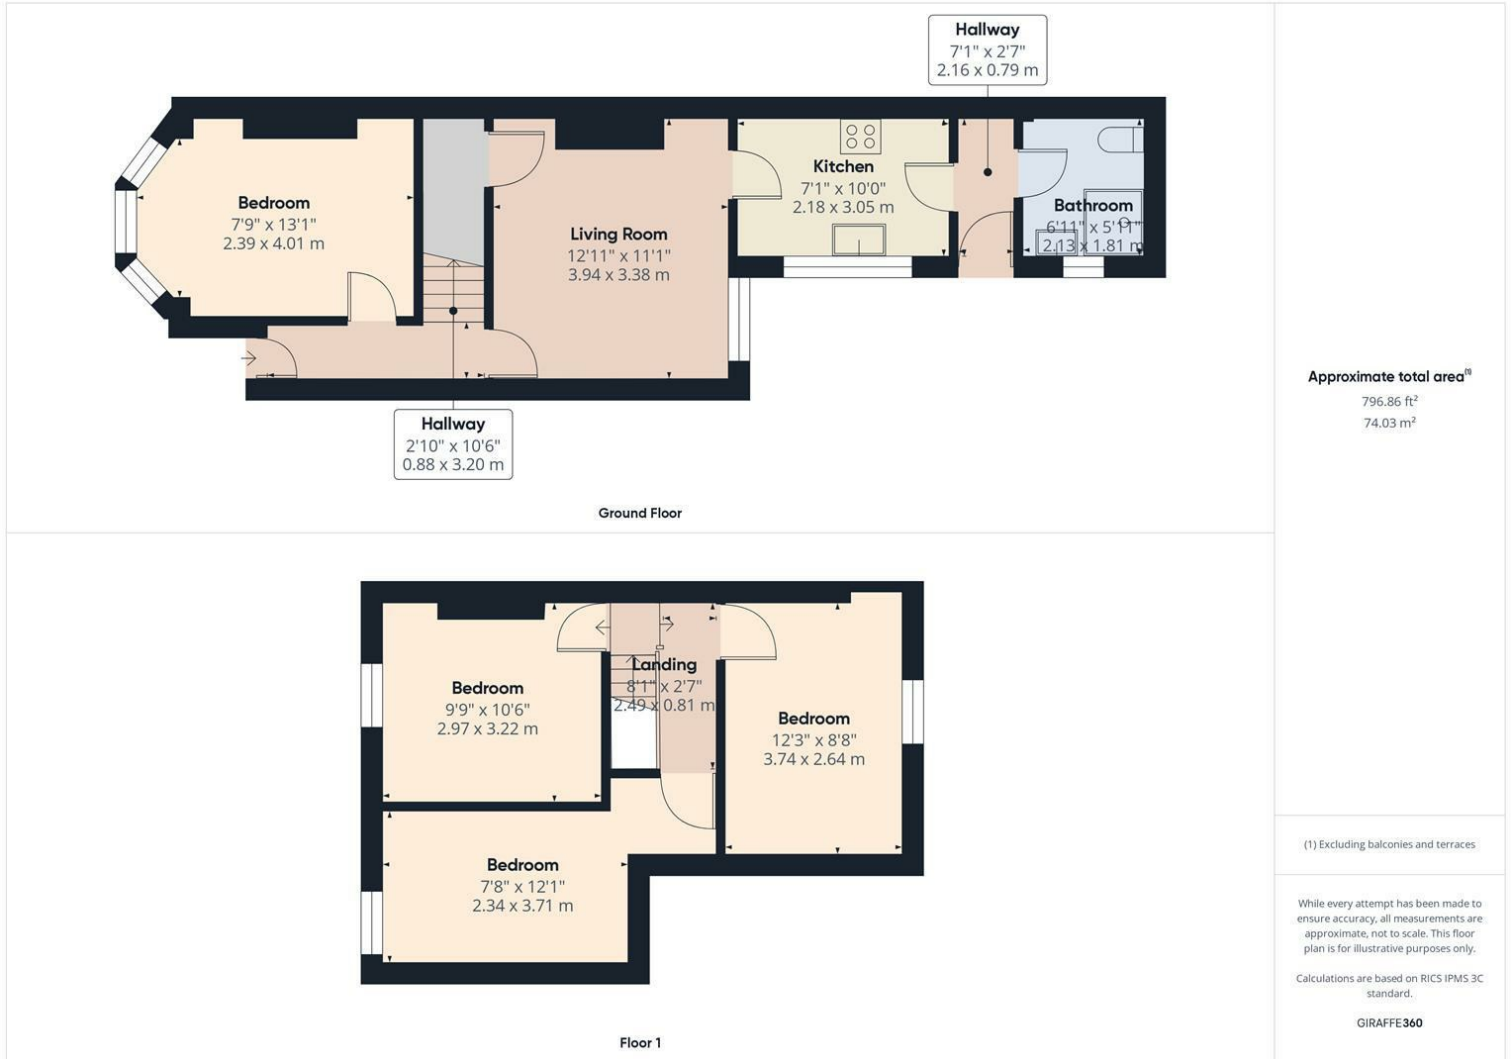 Hallway
7'1" x 2'7"
2.16 x 0.79 m
Bedroom
7'9" x 13'1"
2.39 x 4.01 m
Living Room
12'11" x 11'1"
3.94 x 3.38 m
Kitchen
7'1" x 10'0"
2.18 x 3.05 m
Bathroom
6'11" x 5'11"
2.13 x 1.81 m
Hallway
2'10" x 10'6"
0.88 x 3.20 m
Ground Floor
Bedroom
9'9" x 10'6"
2.97 x 3.22 m
Landing
8'1" x 2'7"
2.49 x 0.81 m
Bedroom
12'3" x 8'8"
3.74 x 2.64 m
Bedroom
7'8" x 12'1"
2.34 x 3.71 m
Floor 1
Approximate total area⁽¹⁾
796.86 ft²
74.03 m²
(1) Excluding balconies and terraces
While every attempt has been made to
ensure accuracy, all measurements are
approximate, not to scale. This floor
plan is for illustrative purposes only.
Calculations are based on RICS IPMS 3C
standard.
GIRAFFE360